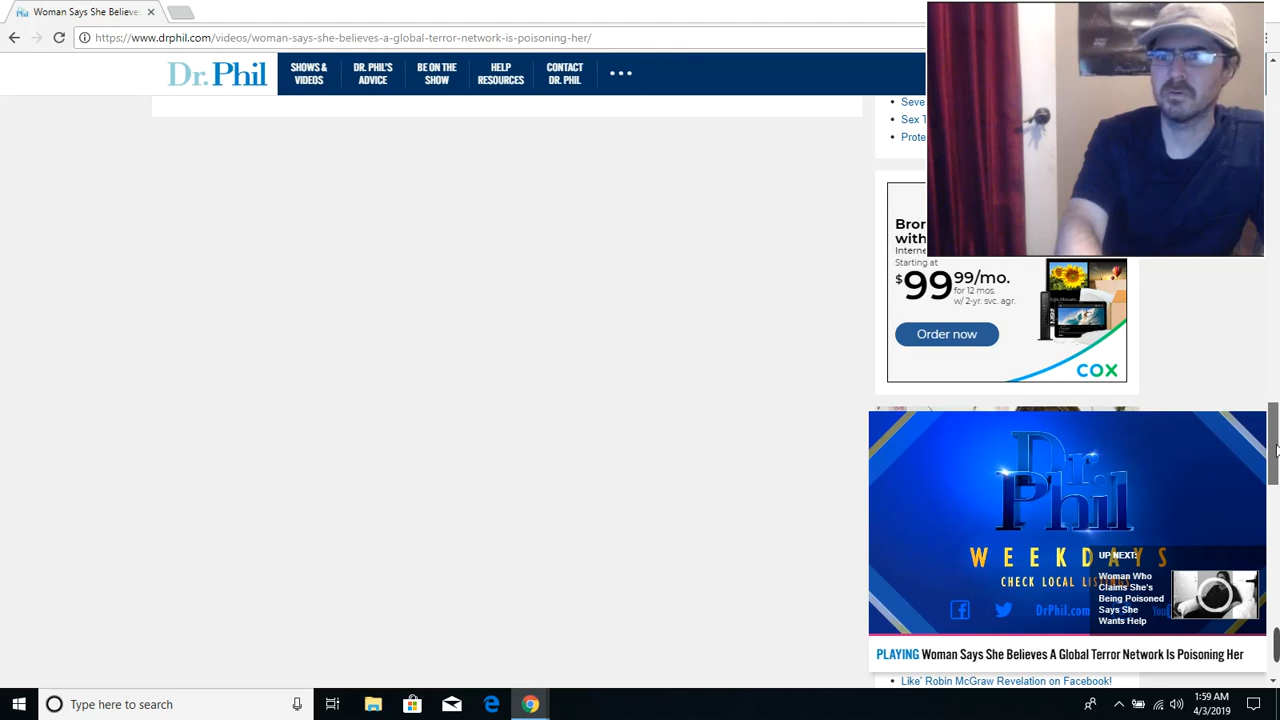 Woman Says She Believe
https://www.drphil.com/videos/woman-says-she-believes-a-global-terror-network-is-poisoning-her/
Dr. Phil
SHOWS & VIDEOS
DR. PHIL'S ADVICE
BE ON THE SHOW
HELP RESOURCES
CONTACT DR. PHIL
Seve
Sex T
Prote
Bror
with
Interne
Starting at
$99 99/mo.
for 12 mos.
w/ 2-yr. svc. agr.
Order now
COX
Dr. Phil
WEEKDAYS
CHECK LOCAL LIS
DrPhil.com
UP NEXT:
Woman Who
Claims She's
Being Poisoned
Says She
Wants Help
PLAYING Woman Says She Believes A Global Terror Network Is Poisoning Her
Like' Robin McGraw Revelation on Facebook!
Type here to search
1:59 AM
4/3/2019